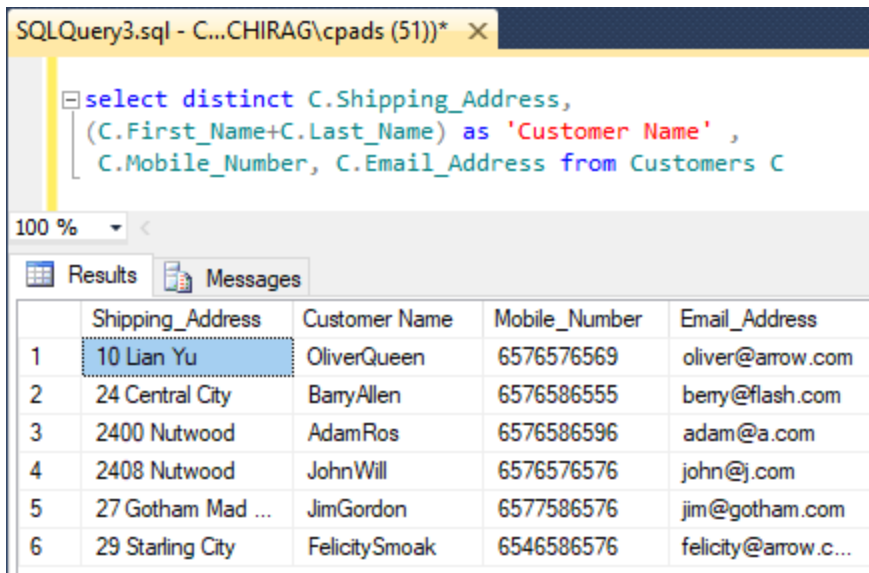 SQLQuery3.sql - C...CHIRAG\cpads (51))* ×
select distinct C.Shipping_Address,
(C.First_Name+C.Last_Name) as 'Customer Name' ,
C.Mobile_Number, C.Email_Address from Customers C
100 %
Results Messages
Shipping_Address Customer Name Mobile_Number Email_Address
1 10 Lian Yu OliverQueen 6576576569 oliver@arrow.com
2 24 Central City BarryAllen 6576586555 berry@flash.com
3 2400 Nutwood AdamRos 6576586596 adam@a.com
4 2408 Nutwood JohnWill 6576576576 john@j.com
5 27 Gotham Mad ... JimGordon 6577586576 jim@gotham.com
6 29 Starling City FelicitySmoak 6546586576 felicity@arrow.c...